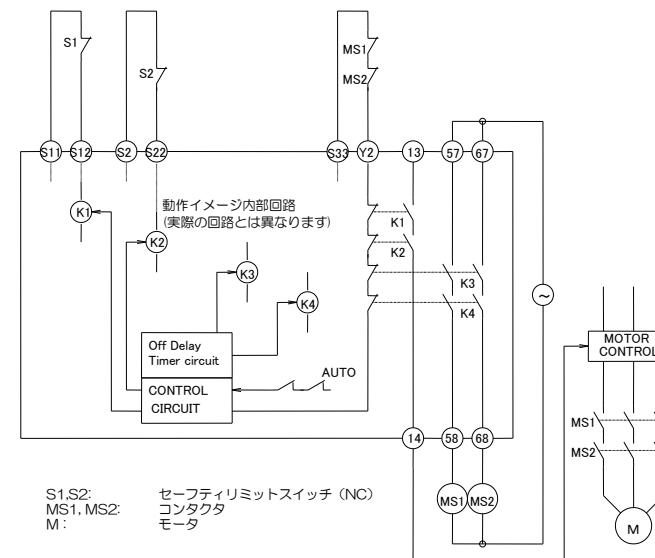 S1
S2
MS1
MS2
S11
S12
S2
S22
S33
Y2
13
57
67
K1
動作イメージ内部回路
(実際の回路とは異なります)
K2
K1
K2
K3
K3
K4
K4
~
Off Delay
Timer circuit
AUTO
CONTROL
CIRCUIT
MOTOR
CONTROL
MS1
MS2
14
58
68
MS1
MS2
M
S1,S2: セーフティリミットスイッチ（NC）
MS1, MS2: コンタクタ
M : モータ